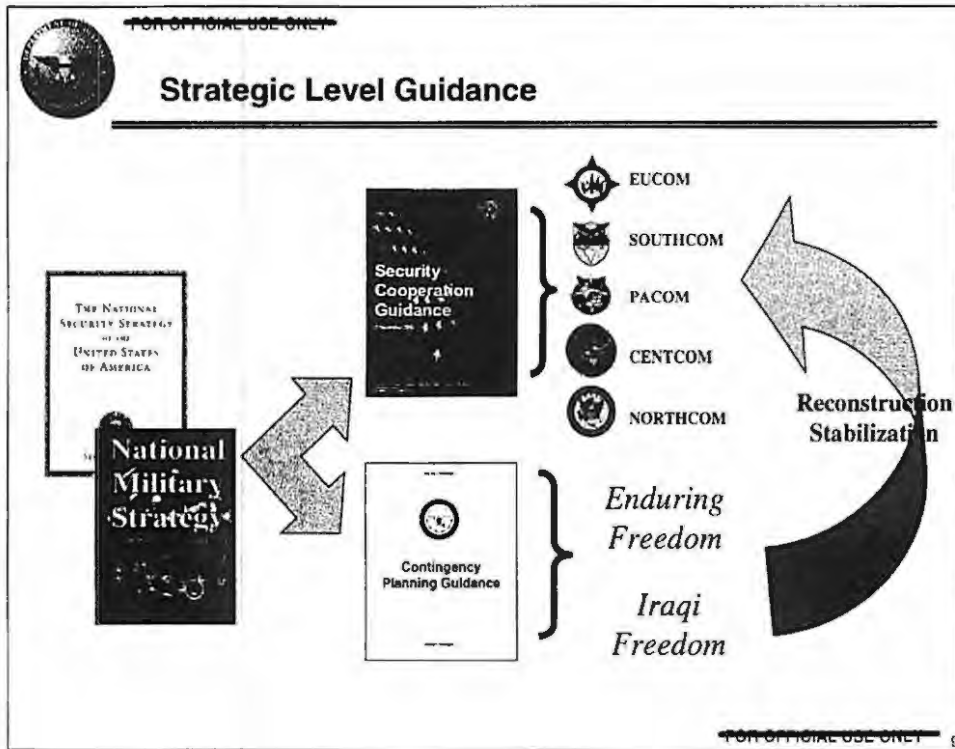 FOR OFFICIAL USE ONLY
Strategic Level Guidance
THE NATIONAL
SECURITY STRATEGY
OF THE
UNITED STATES
OF AMERICA
National
Military
Strategy
Security
Cooperation
Guidance
EUCOM
SOUTHCOM
PACOM
CENTCOM
NORTHCOM
Contingency
Planning Guidance
Enduring
Freedom
Iraqi
Freedom
Reconstruction
Stabilization
FOR OFFICIAL USE ONLY
9